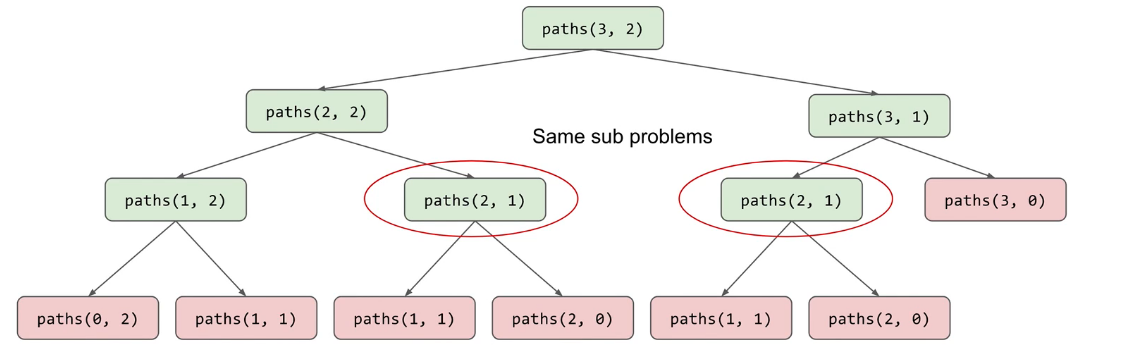 paths(3, 2)
paths(2, 2)
paths(3, 1)
Same sub problems
paths(1, 2)
paths(2, 1)
paths(2, 1)
paths(3, 0)
paths(0, 2)
paths(1, 1)
paths(1, 1)
paths(2, 0)
paths(1, 1)
paths(2, 0)